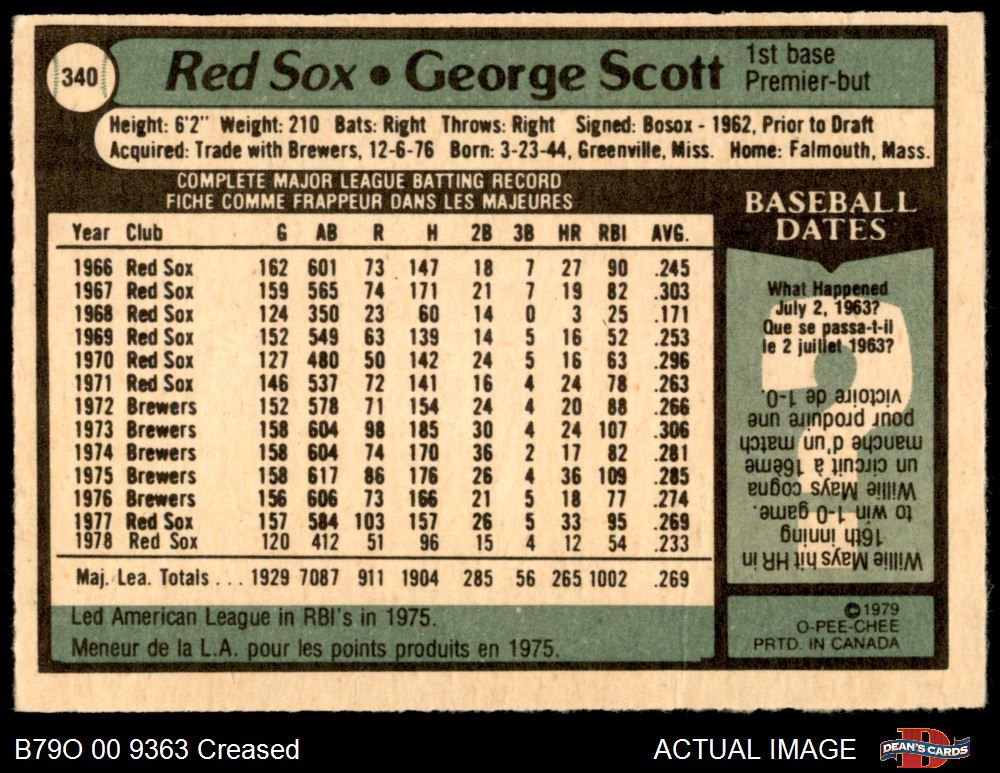 340
Red Sox • George Scott
1st base
Premier-but
Height: 6'2" Weight: 210 Bats: Right Throws: Right Signed: Bosox - 1962, Prior to Draft
Acquired: Trade with Brewers, 12-6-76 Born: 3-23-44, Greenville, Miss. Home: Falmouth, Mass.
COMPLETE MAJOR LEAGUE BATTING RECORD
FICHE COMME FRAPPEUR DANS LES MAJEURES
Year Club G AB R H 2B 3B HR RBI AVG.
1966 Red Sox 162 601 73 147 18 7 27 90 .245
1967 Red Sox 159 565 74 171 21 7 19 82 .303
1968 Red Sox 124 350 23 60 14 0 3 25 .171
1969 Red Sox 152 549 63 139 14 5 16 52 .253
1970 Red Sox 127 480 50 142 24 5 16 63 .296
1971 Red Sox 146 537 72 141 16 4 24 78 .263
1972 Brewers 152 578 71 154 24 4 20 88 .266
1973 Brewers 158 604 98 185 30 4 24 107 .306
1974 Brewers 158 604 74 170 36 2 17 82 .281
1975 Brewers 158 617 86 176 26 4 36 109 .285
1976 Brewers 156 606 73 166 21 5 18 77 .274
1977 Red Sox 157 584 103 157 26 5 33 95 .269
1978 Red Sox 120 412 51 96 15 4 12 54 .233
Maj. Lea. Totals . . . 1929 7087 911 1904 285 56 265 1002 .269
Led American League in RBI's in 1975.
Meneur de la L.A. pour les points produits en 1975.
BASEBALL
DATES
What Happened
July 2, 1963?
Que se passa-t-il
le 2 juillet 1963?
Willie Mays hit HR in
16th inning
to win 1-0 game.
Willie Mays cogna
un circuit à 16ème
manche d'un match
pour produire une
victoire de 1-0.
©1979
O-PEE-CHEE
PRTD. IN CANADA
B79O 00 9363 Creased
ACTUAL IMAGE
DEAN'S CARDS